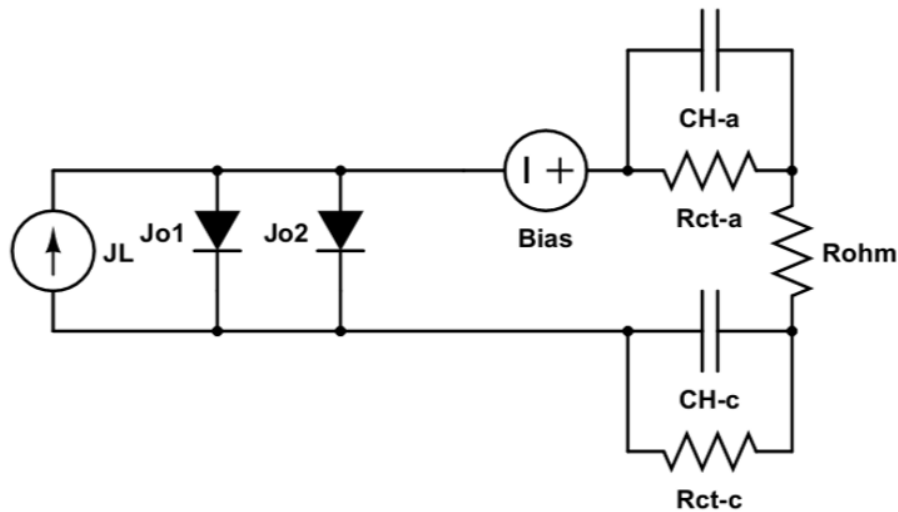 CH-a
Rct-a
Jo1
Jo2
JL
Bias
Rohm
CH-c
Rct-c